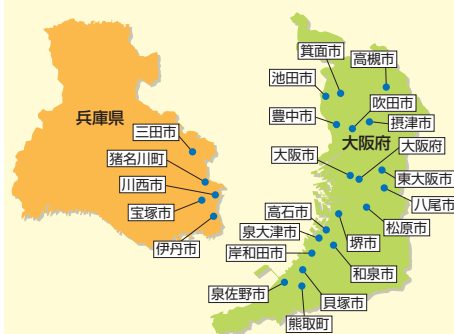 兵庫県
三田市
猪名川町
川西市
宝塚市
伊丹市
箕面市
高槻市
池田市
吹田市
豊中市
摂津市
大阪府
大阪府
大阪市
東大阪市
八尾市
高石市
松原市
泉大津市
堺市
岸和田市
和泉市
泉佐野市
貝塚市
熊取町